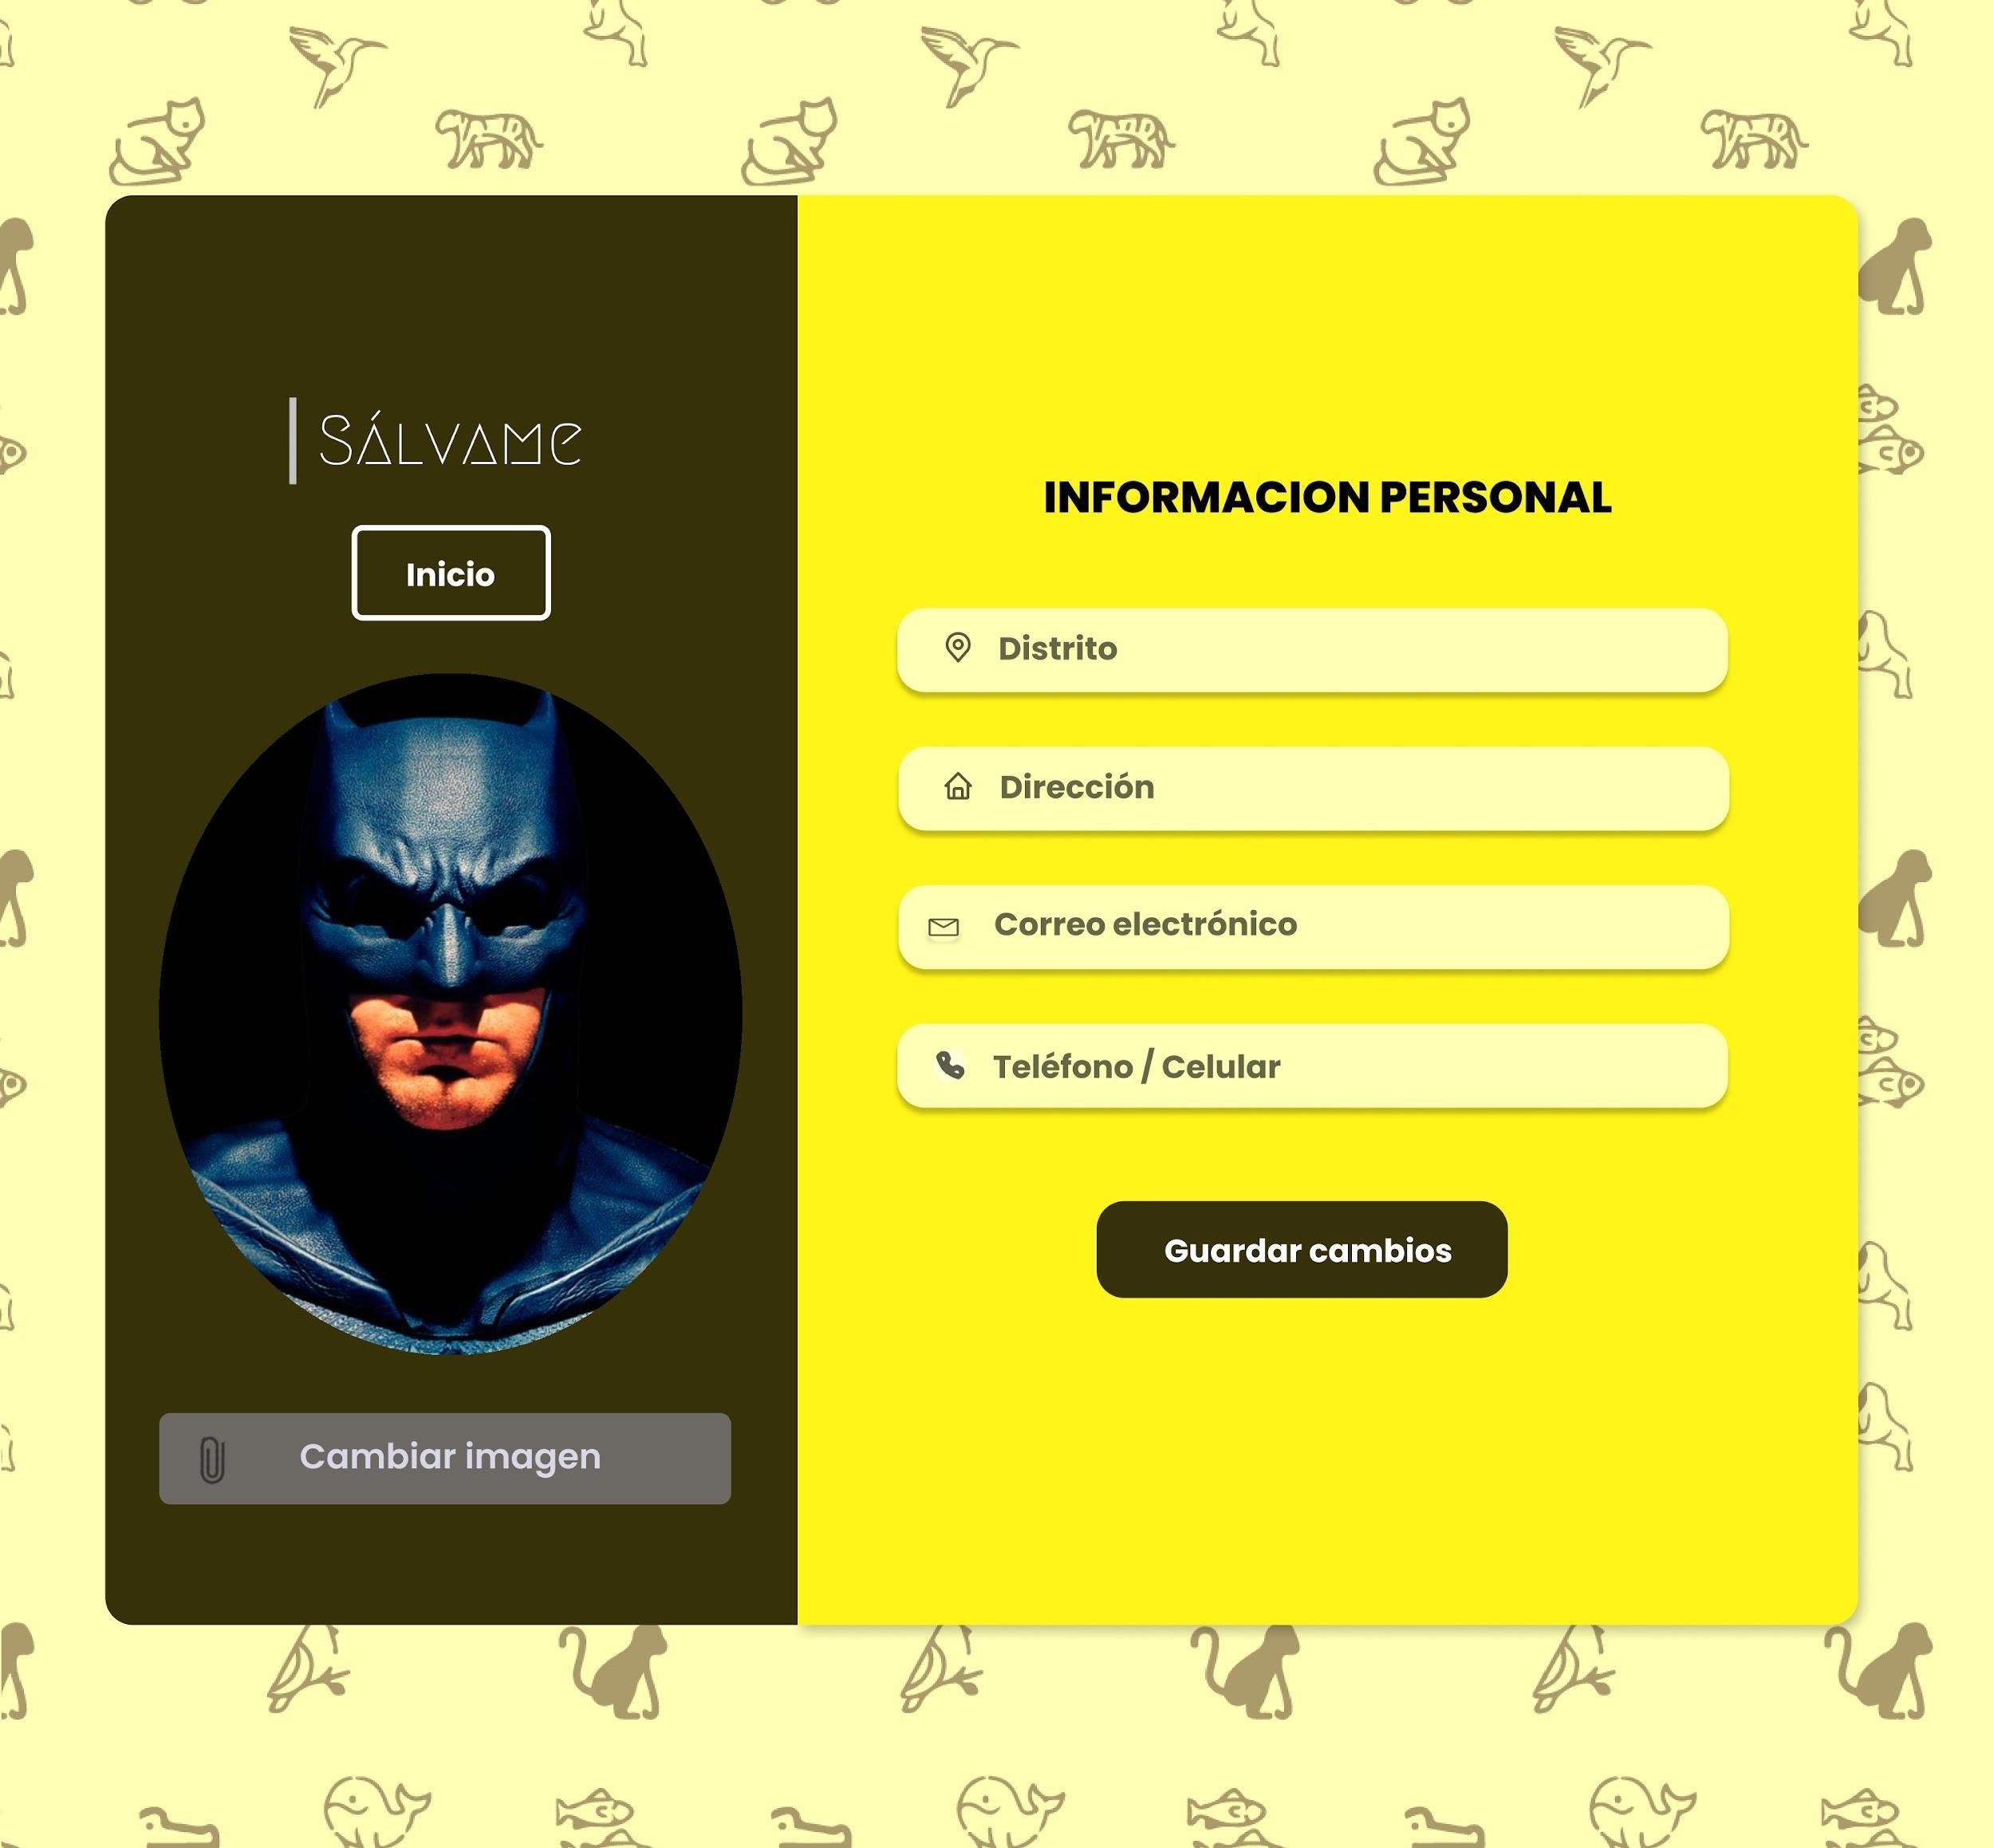 SÁLVAME
Inicio
Cambiar imagen
INFORMACION PERSONAL
Distrito
Dirección
Correo electrónico
Teléfono / Celular
Guardar cambios